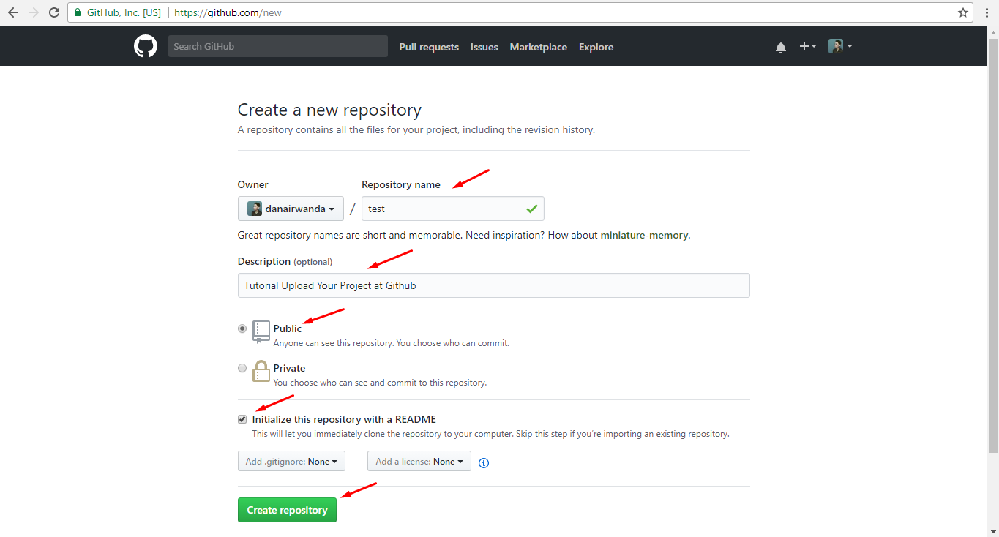 GitHub, Inc. [US] https://github.com/new
Search GitHub Pull requests Issues Marketplace Explore
Create a new repository
A repository contains all the files for your project, including the revision history.
Owner Repository name
danairwanda / test
Great repository names are short and memorable. Need inspiration? How about miniature-memory.
Description (optional)
Tutorial Upload Your Project at Github
Public
Anyone can see this repository. You choose who can commit.
Private
You choose who can see and commit to this repository.
Initialize this repository with a README
This will let you immediately clone the repository to your computer. Skip this step if you’re importing an existing repository.
Add .gitignore: None Add a license: None
Create repository